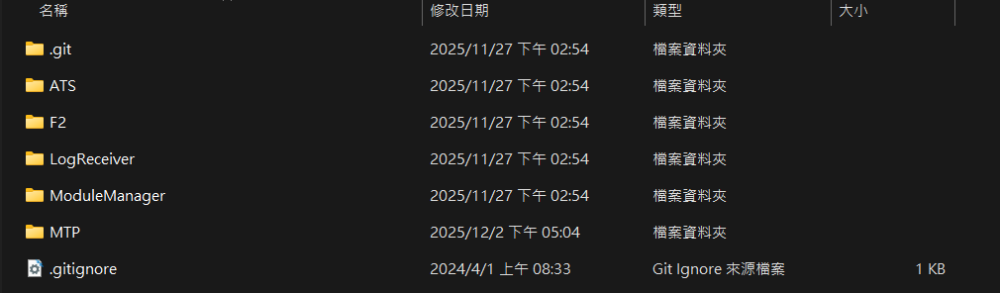 名稱 修改日期 類型 大小
.git 2025/11/27 下午 02:54 檔案資料夾
ATS 2025/11/27 下午 02:54 檔案資料夾
F2 2025/11/27 下午 02:54 檔案資料夾
LogReceiver 2025/11/27 下午 02:54 檔案資料夾
ModuleManager 2025/11/27 下午 02:54 檔案資料夾
MTP 2025/12/2 下午 05:04 檔案資料夾
.gitignore 2024/4/1 上午 08:33 Git Ignore 來源檔案 1 KB